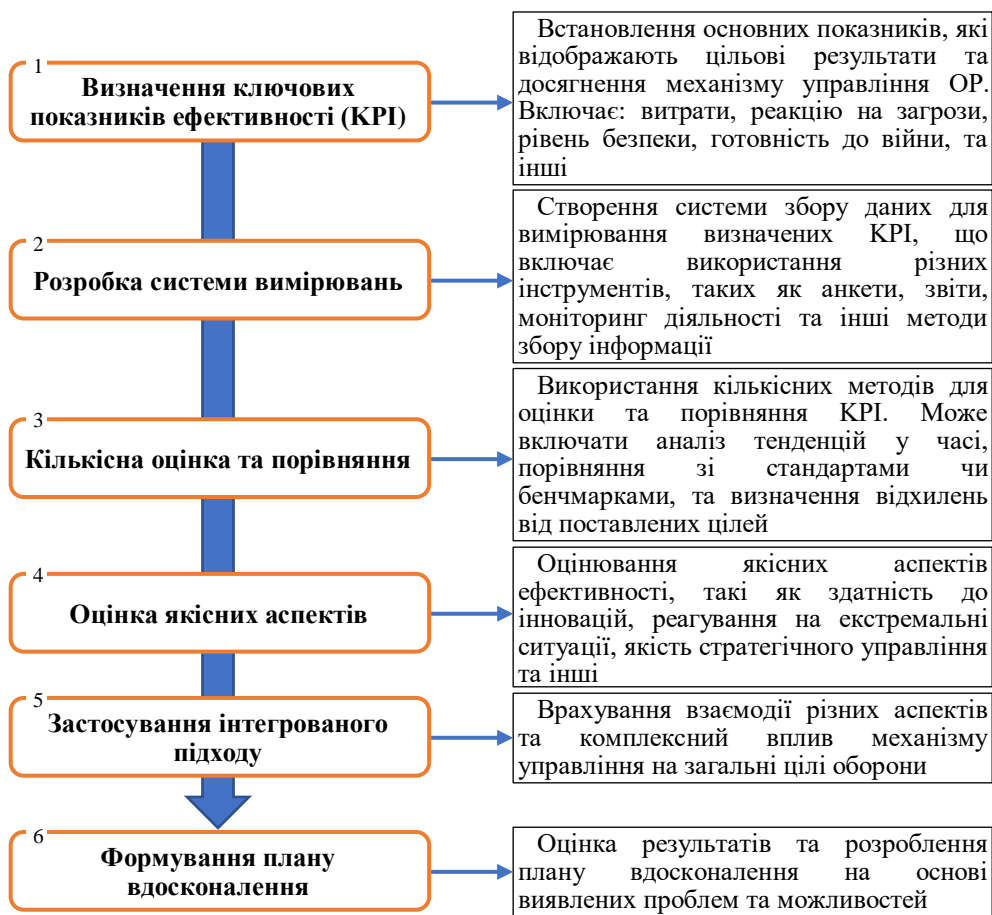 1
Визначення ключових
показників ефективності (KPI)
Встановлення основних показників, які
відображають цільові результати та
досягнення механізму управління ОР.
Включає: витрати, реакцію на загрози,
рівень безпеки, готовність до війни, та
інші
2
Розробка системи вимірювань
Створення системи збору даних для
вимірювання визначених KPI, що
включає використання різних
інструментів, таких як анкети, звіти,
моніторинг діяльності та інші методи
збору інформації
3
Кількісна оцінка та порівняння
Використання кількісних методів для
оцінки та порівняння KPI. Може
включати аналіз тенденцій у часі,
порівняння зі стандартами чи
бенчмарками, та визначення відхилень
від поставлених цілей
4
Оцінка якісних аспектів
Оцінювання якісних аспектів
ефективності, такі як здатність до
інновацій, реагування на екстремальні
ситуації, якість стратегічного управління
та інші
5
Застосування інтегрованого
підходу
Врахування взаємодії різних аспектів
та комплексний вплив механізму
управління на загальні цілі оборони
6
Формування плану
вдосконалення
Оцінка результатів та розроблення
плану вдосконалення на основі
виявлених проблем та можливостей